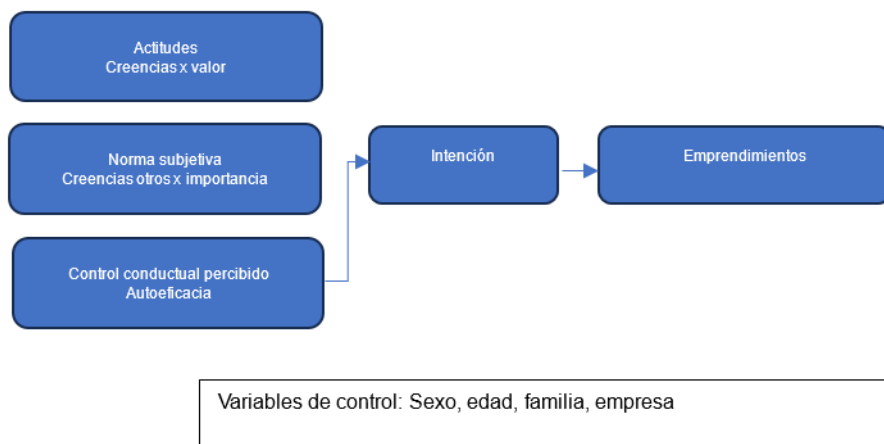 Actitudes
Creencias x valor
Norma subjetiva
Creencias otros x importancia
Control conductual percibido
Autoeficacia
Intención
Emprendimientos
Variables de control: Sexo, edad, familia, empresa